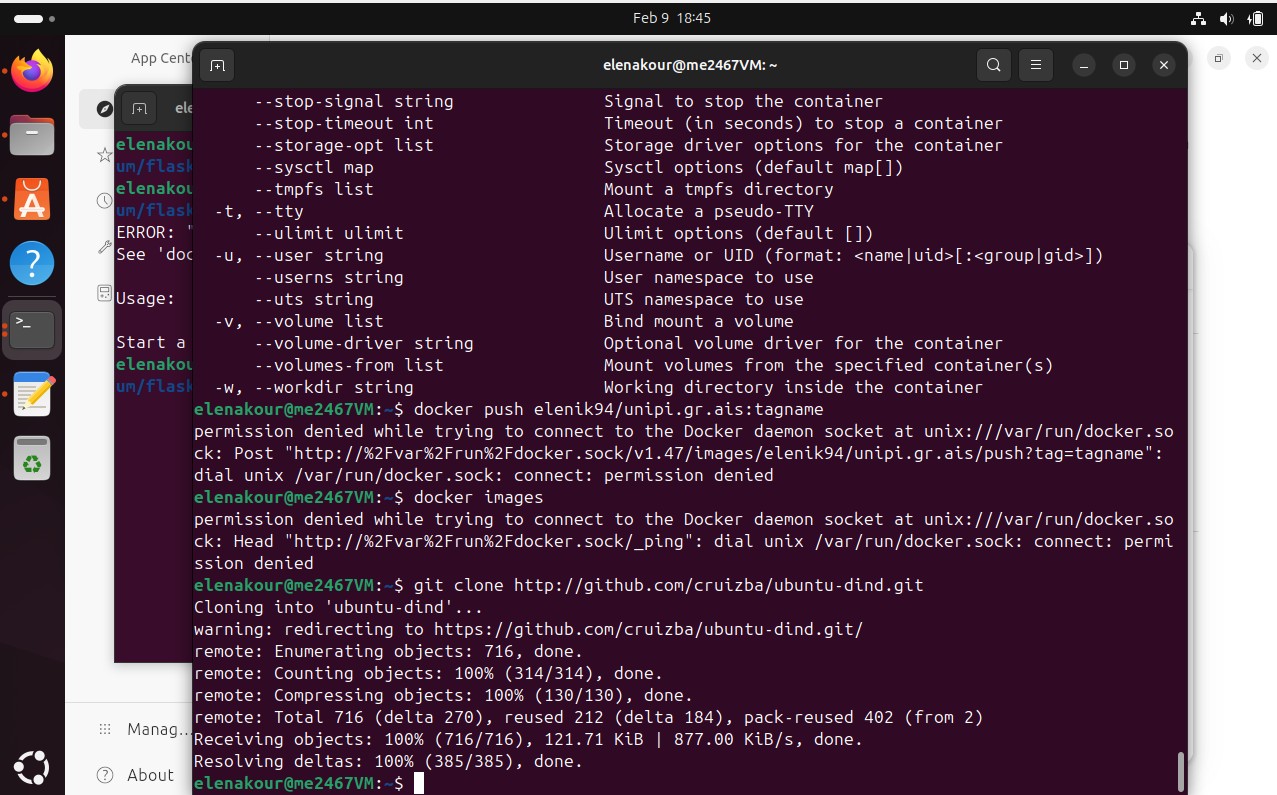 Feb 9 18:45
App Cent
elenakour@me2467VM: ~
ele
elenakou
um/flask
elenakou
um/flask
ERROR: "
See 'doc
Usage:
Start a
elenakou
um/flask
Manag...
About
--stop-signal string Signal to stop the container
--stop-timeout int Timeout (in seconds) to stop a container
--storage-opt list Storage driver options for the container
--sysctl map Sysctl options (default map[])
--tmpfs list Mount a tmpfs directory
-t, --tty Allocate a pseudo-TTY
--ulimit ulimit Ulimit options (default [])
-u, --user string Username or UID (format: <name|uid>[:<group|gid>])
--userns string User namespace to use
--uts string UTS namespace to use
-v, --volume list Bind mount a volume
--volume-driver string Optional volume driver for the container
--volumes-from list Mount volumes from the specified container(s)
-w, --workdir string Working directory inside the container
elenakour@me2467VM:~$ docker push elenik94/unipi.gr.ais:tagname
permission denied while trying to connect to the Docker daemon socket at unix:///var/run/docker.so
ck: Post "http://%2Fvar%2Frun%2Fdocker.sock/v1.47/images/elenik94/unipi.gr.ais/push?tag=tagname":
dial unix /var/run/docker.sock: connect: permission denied
elenakour@me2467VM:~$ docker images
permission denied while trying to connect to the Docker daemon socket at unix:///var/run/docker.so
ck: Head "http://%2Fvar%2Frun%2Fdocker.sock/_ping": dial unix /var/run/docker.sock: connect: permi
ssion denied
elenakour@me2467VM:~$ git clone http://github.com/cruizba/ubuntu-dind.git
Cloning into 'ubuntu-dind'...
warning: redirecting to https://github.com/cruizba/ubuntu-dind.git/
remote: Enumerating objects: 716, done.
remote: Counting objects: 100% (314/314), done.
remote: Compressing objects: 100% (130/130), done.
remote: Total 716 (delta 270), reused 212 (delta 184), pack-reused 402 (from 2)
Receiving objects: 100% (716/716), 121.71 KiB | 877.00 KiB/s, done.
Resolving deltas: 100% (385/385), done.
elenakour@me2467VM:~$